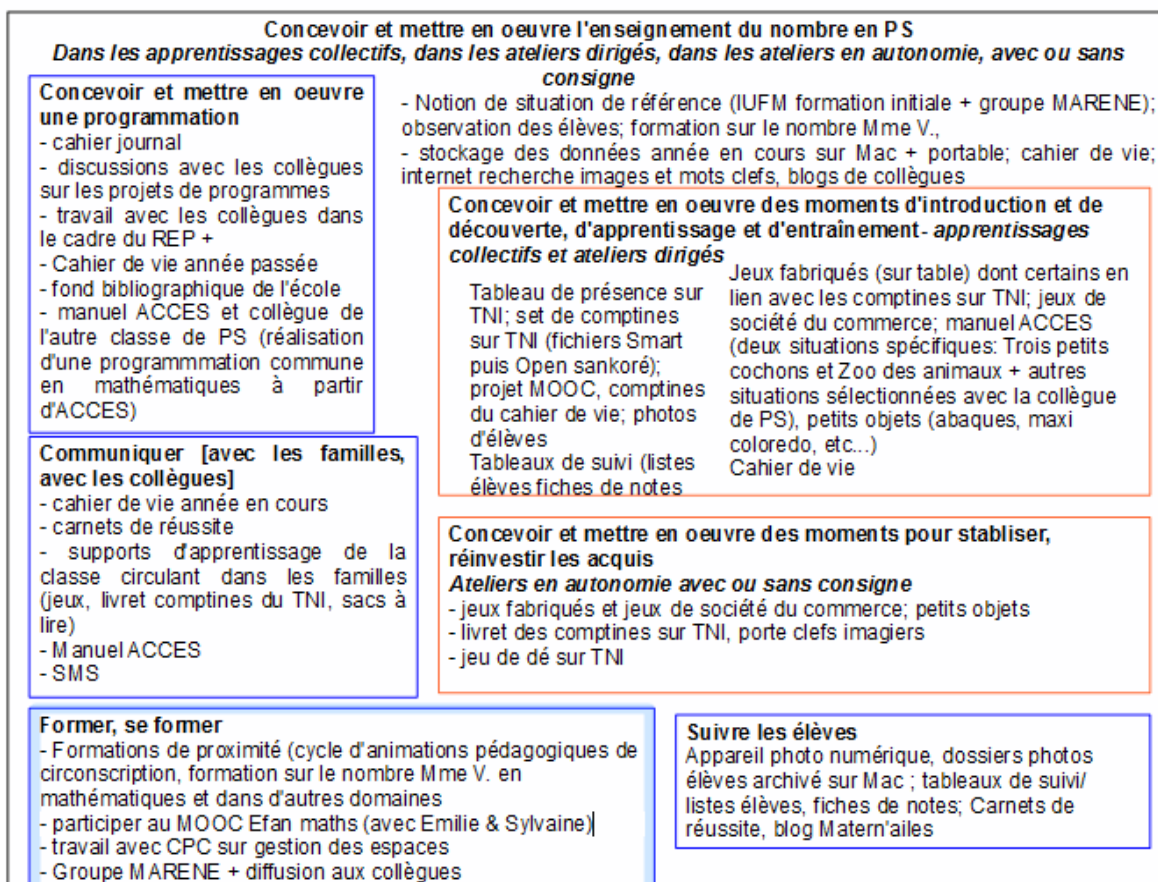 Concevoir et mettre en oeuvre l'enseignement du nombre en PS
Dans les apprentissages collectifs, dans les ateliers dirigés, dans les ateliers en autonomie, avec ou sans
consigne
Concevoir et mettre en oeuvre
une programmation
- cahier journal
- discussions avec les collègues
sur les projets de programmes
- travail avec les collègues dans
le cadre du REP +
- Cahier de vie année passée
- fond bibliographique de l'école
- manuel ACCES et collègue de
l'autre classe de PS (réalisation
d'une programmmation commune
en mathématiques à partir
d'ACCES)
- Notion de situation de référence (IUFM formation initiale + groupe MARENE);
observation des élèves; formation sur le nombre Mme V.,
- stockage des données année en cours sur Mac + portable; cahier de vie;
internet recherche images et mots clefs, blogs de collègues
Concevoir et mettre en oeuvre des moments d'introduction et de
découverte, d'apprentissage et d'entraînement- apprentissages
collectifs et ateliers dirigés
Tableau de présence sur
TNI; set de comptines
sur TNI (fichiers Smart
puis Open sankoré);
projet MOOC, comptines
du cahier de vie; photos
d'élèves
Tableaux de suivi (listes
élèves fiches de notes
Jeux fabriqués (sur table) dont certains en
lien avec les comptines sur TNI; jeux de
société du commerce; manuel ACCES
(deux situations spécifiques: Trois petits
cochons et Zoo des animaux + autres
situations sélectionnées avec la collègue
de PS), petits objets (abaques, maxi
coloredo, etc...)
Cahier de vie
Communiquer [avec les familles,
avec les collègues]
- cahier de vie année en cours
- carnets de réussite
- supports d'apprentissage de la
classe circulant dans les familles
(jeux, livret comptines du TNI, sacs à
lire)
- Manuel ACCES
- SMS
Concevoir et mettre en oeuvre des moments pour stabliser,
réinvestir les acquis
Ateliers en autonomie avec ou sans consigne
- jeux fabriqués et jeux de société du commerce; petits objets
- livret des comptines sur TNI, porte clefs imagiers
- jeu de dé sur TNI
Former, se former
- Formations de proximité (cycle d'animations pédagogiques de
circonscription, formation sur le nombre Mme V. en
mathématiques et dans d'autres domaines
- participer au MOOC Efan maths (avec Emilie & Sylvaine)
- travail avec CPC sur gestion des espaces
- Groupe MARENE + diffusion aux collègues
Suivre les élèves
Appareil photo numérique, dossiers photos
élèves archivé sur Mac ; tableaux de suivi/
listes élèves, fiches de notes; Carnets de
réussite, blog Matern'ailes